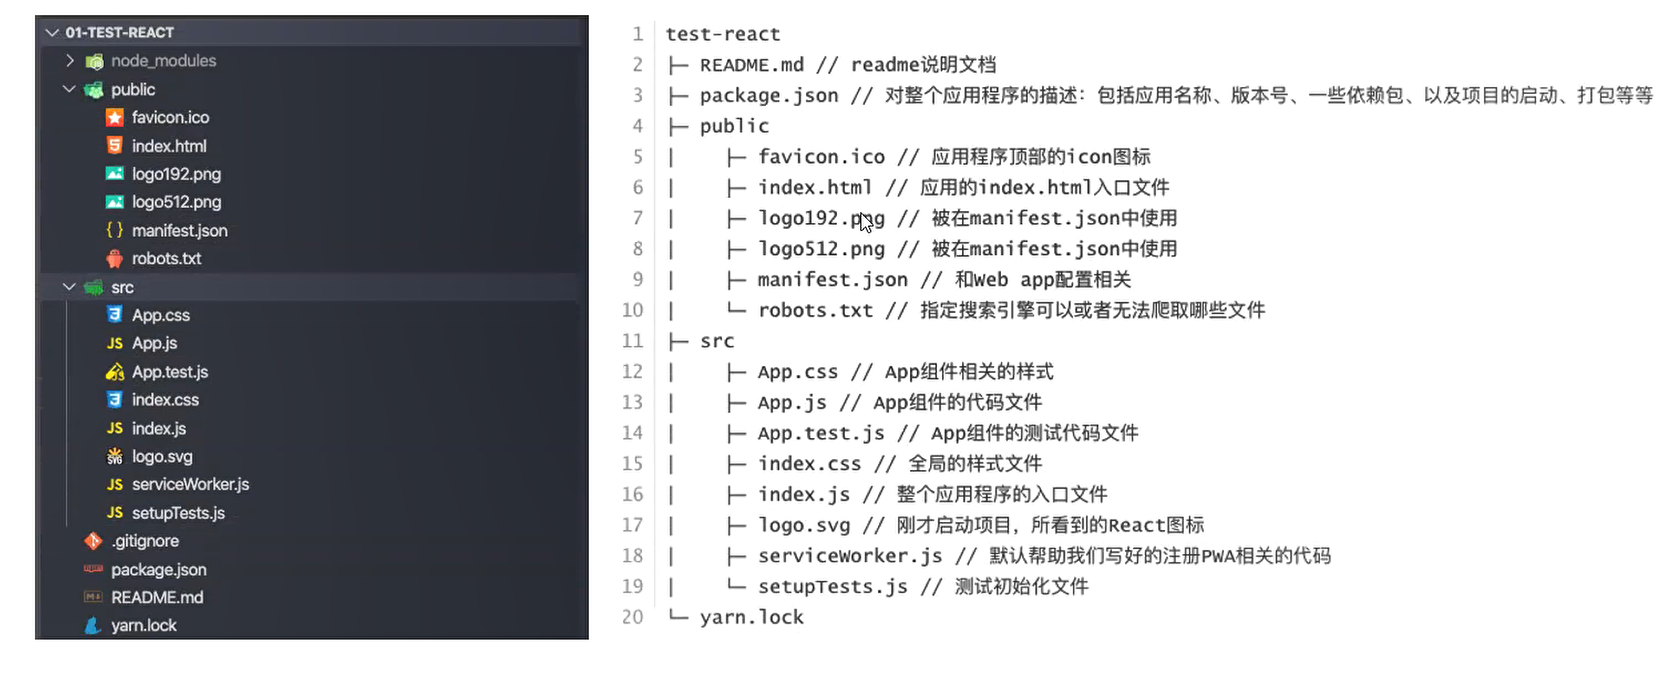 01-TEST-REACT
node_modules
public
favicon.ico
index.html
logo192.png
logo512.png
manifest.json
robots.txt
src
App.css
App.js
App.test.js
index.css
index.js
logo.svg
serviceWorker.js
setupTests.js
.gitignore
package.json
README.md
yarn.lock
1 test-react
2 ├─ README.md // readme说明文档
3 ├─ package.json // 对整个应用程序的描述：包括应用名称、版本号、一些依赖包、以及项目的启动、打包等等
4 ├─ public
5 |    ├─ favicon.ico // 应用程序顶部的icon图标
6 |    ├─ index.html // 应用的index.html入口文件
7 |    ├─ logo192.png // 被在manifest.json中使用
8 |    ├─ logo512.png // 被在manifest.json中使用
9 |    ├─ manifest.json // 和Web app配置相关
10 |    └─ robots.txt // 指定搜索引擎可以或者无法爬取哪些文件
11 ├─ src
12 |    ├─ App.css // App组件相关的样式
13 |    ├─ App.js // App组件的代码文件
14 |    ├─ App.test.js // App组件的测试代码文件
15 |    ├─ index.css // 全局的样式文件
16 |    ├─ index.js // 整个应用程序的入口文件
17 |    ├─ logo.svg // 刚才启动项目，所看到的React图标
18 |    ├─ serviceWorker.js // 默认帮助我们写好的注册PWA相关的代码
19 |    └─ setupTests.js // 测试初始化文件
20 └─ yarn.lock